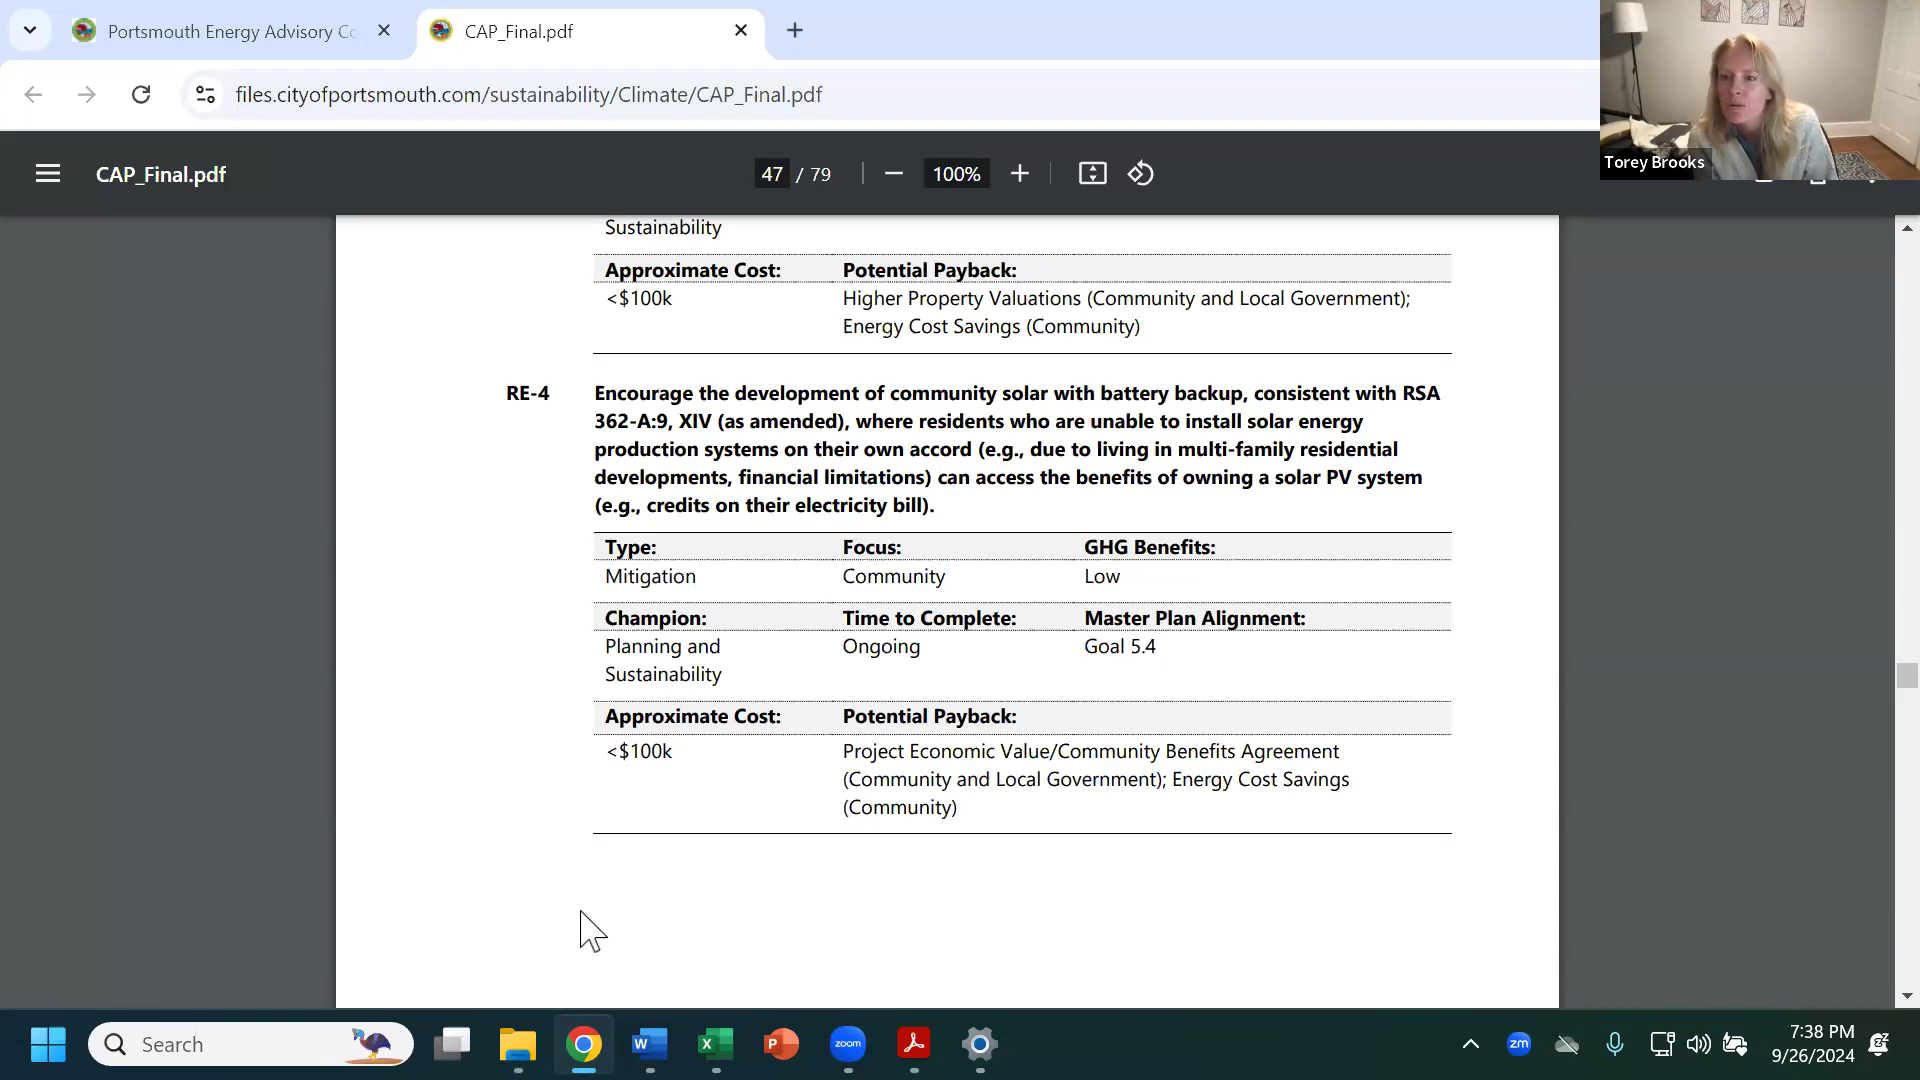 Portsmouth Energy Advisory Co
CAP_Final.pdf
files.cityofportsmouth.com/sustainability/Climate/CAP_Final.pdf
Torey Brooks
CAP_Final.pdf
47 / 79
100%
Sustainability
Approximate Cost: Potential Payback:
<$100k Higher Property Valuations (Community and Local Government);
Energy Cost Savings (Community)
RE-4 Encourage the development of community solar with battery backup, consistent with RSA
362-A:9, XIV (as amended), where residents who are unable to install solar energy
production systems on their own accord (e.g., due to living in multi-family residential
developments, financial limitations) can access the benefits of owning a solar PV system
(e.g., credits on their electricity bill).
Type: Focus: GHG Benefits:
Mitigation Community Low
Champion: Time to Complete: Master Plan Alignment:
Planning and Ongoing Goal 5.4
Sustainability
Approximate Cost: Potential Payback:
<$100k Project Economic Value/Community Benefits Agreement
(Community and Local Government); Energy Cost Savings
(Community)
Search
W
X
P
zoom
zm
7:38 PM
9/26/2024